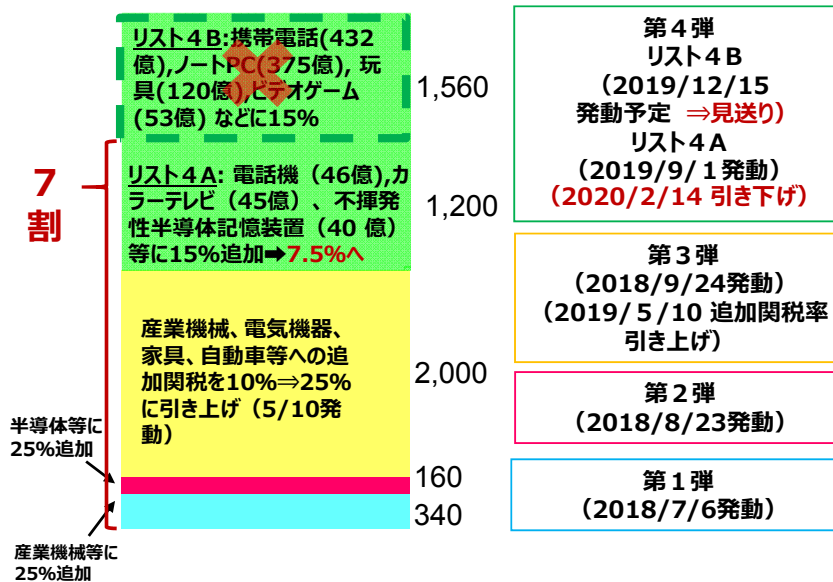 リスト４Ｂ:携帯電話(432
億),ノートPC(375億), 玩
具(120億),ビデオゲーム
(53億) などに15%
1,560
リスト４Ａ: 電話機（46億),カ
ラーテレビ（45億）、不揮発
性半導体記憶装置（40 億）
等に15%追加➡7.5%へ
1,200
7
割
産業機械、電気機器、
家具、自動車等への追
加関税を10%⇒25%
に引き上げ（5/10発
動）
2,000
半導体等に
25%追加
160
340
産業機械等に
25%追加
第４弾
リスト４Ｂ
（2019/12/15
発動予定 ⇒見送り）
リスト４Ａ
（2019/9/１発動）
（2020/2/14 引き下げ）
第３弾
（2018/9/24発動）
（2019/５/10 追加関税率
引き上げ）
第２弾
（2018/8/23発動）
第１弾
（2018/7/6発動）